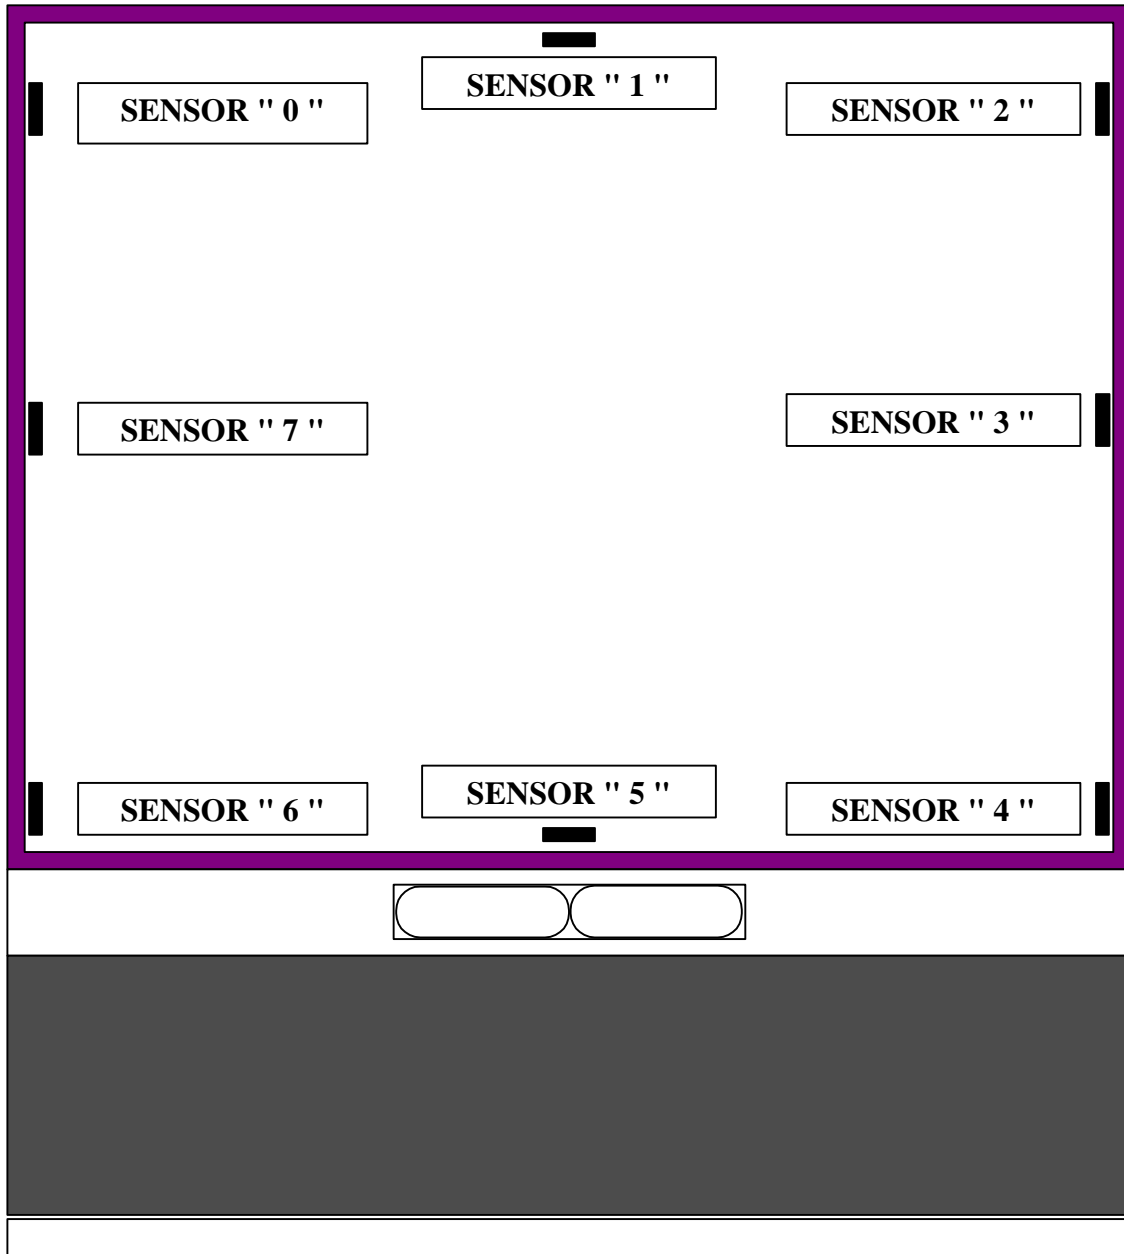 SENSOR " 1 "
SENSOR " 0 "
SENSOR " 2 "
SENSOR " 7 "
SENSOR " 3 "
SENSOR " 5 "
SENSOR " 6 "
SENSOR " 4 "